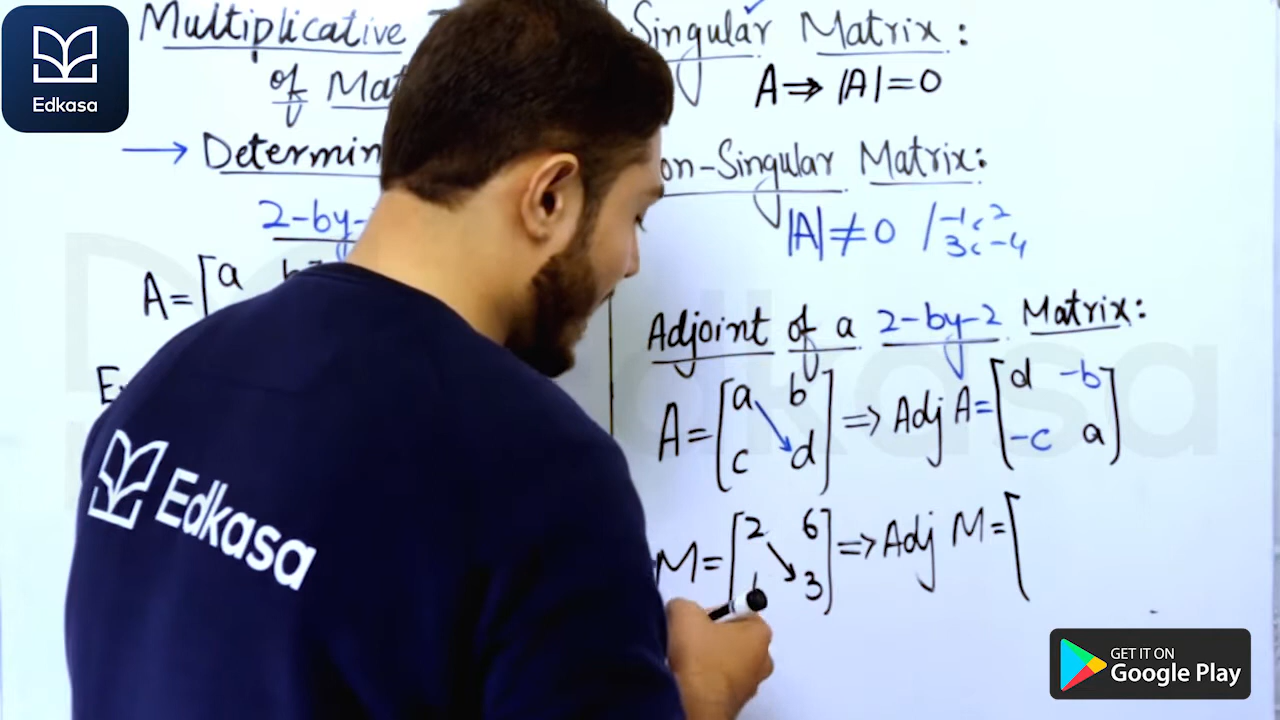 Edkasa
Multiplicative
of Mat
→ Determin
2-by-
A=[a b
Singular Matrix:
A⇒ |A|=0
on-Singular Matrix:
|A|≠0
Adjoint of a 2-by-2 Matrix:
A=[a b
c d] ⇒ Adj A=[d -b
-c a]
M=[2 6
3] ⇒ Adj M=[
Edkasa
Edkasa
GET IT ON
Google Play